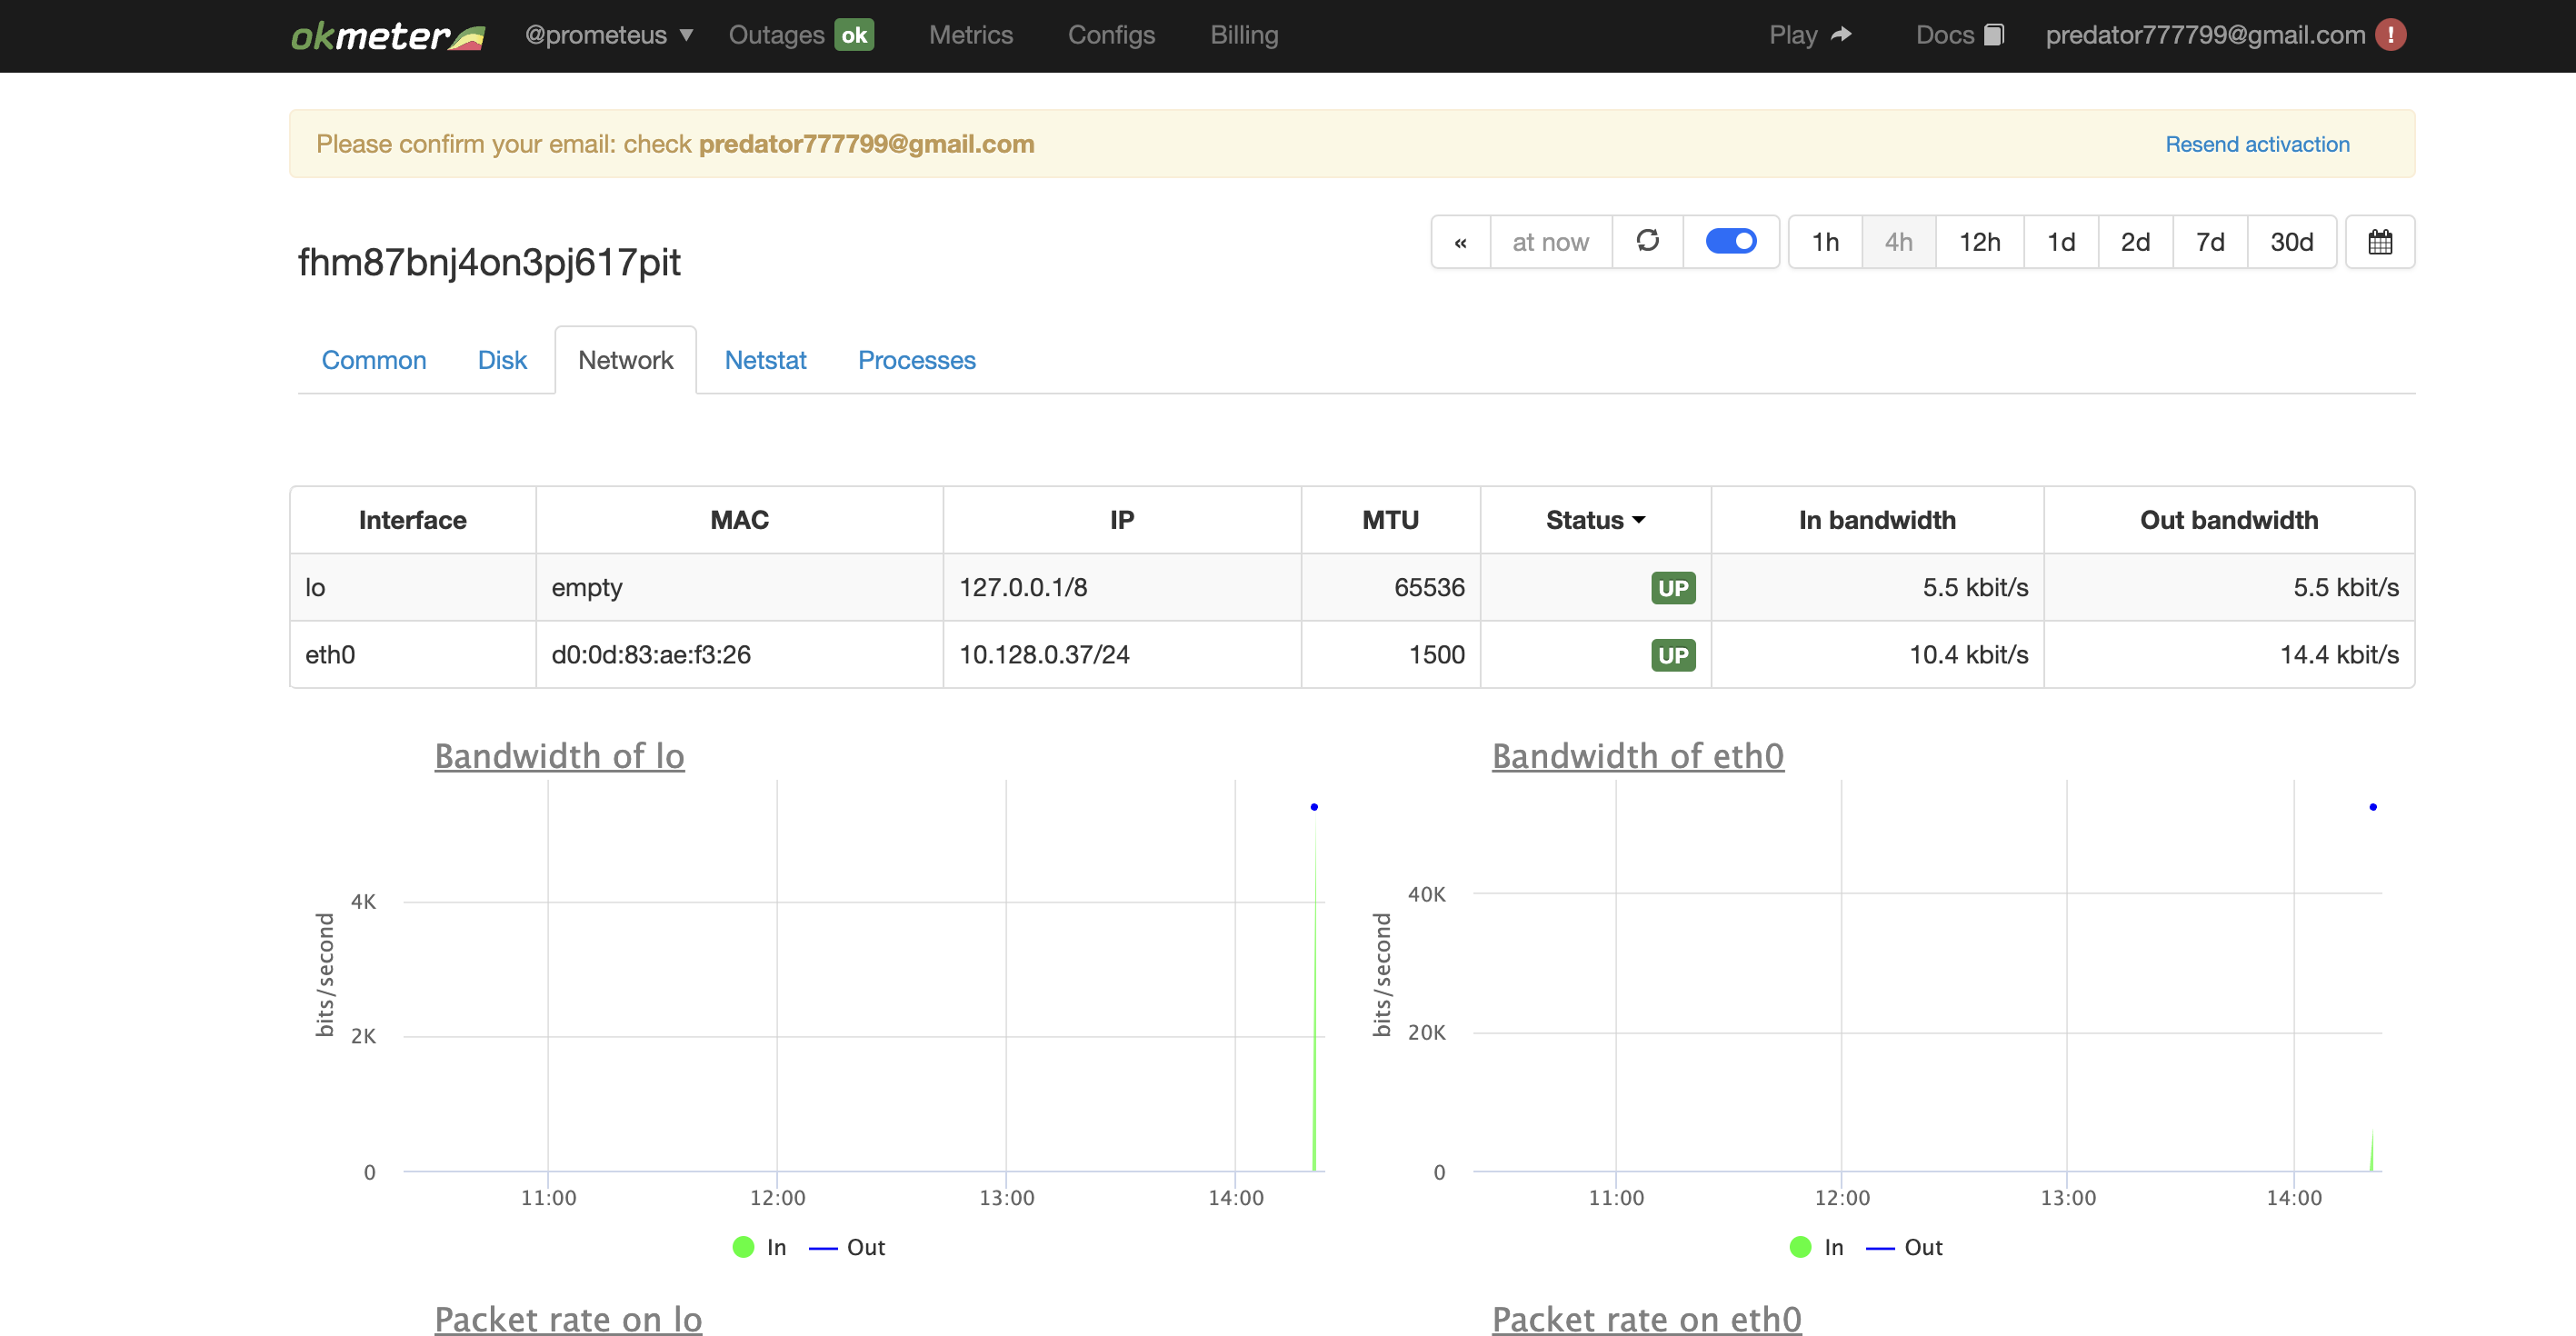 okmeter @prometeus ▼ Outages ok Metrics Configs Billing Play Docs predator777799@gmail.com !
Please confirm your email: check predator777799@gmail.com Resend activaction
« at now 1h 4h 12h 1d 2d 7d 30d
fhm87bnj4on3pj617pit
Common Disk Network Netstat Processes
Interface MAC IP MTU Status In bandwidth Out bandwidth
lo empty 127.0.0.1/8 65536 UP 5.5 kbit/s 5.5 kbit/s
eth0 d0:0d:83:ae:f3:26 10.128.0.37/24 1500 UP 10.4 kbit/s 14.4 kbit/s
Bandwidth of lo
bits/second
4K
2K
0
11:00 12:00 13:00 14:00
In Out
Bandwidth of eth0
bits/second
40K
20K
0
11:00 12:00 13:00 14:00
In Out
Packet rate on lo
Packet rate on eth0